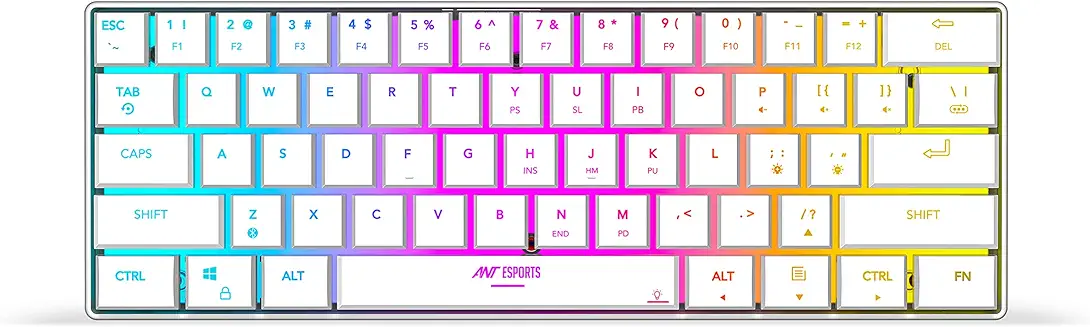 ESC 1 ! 2 @ 3 # 4 $ 5 % 6 ^ 7 & 8 * 9 ( 0 ) - _ = +
`~ F1 F2 F3 F4 F5 F6 F7 F8 F9 F10 F11 F12 DEL
TAB Q W E R T Y U I O P [{ ]} \ |
PS SL PB
CAPS A S D F G H J K L ; : ' "
INS HM PU
SHIFT Z X C V B N M ,< .> /? SHIFT
END PD
CTRL ALT ANT ESPORTS ALT CTRL FN